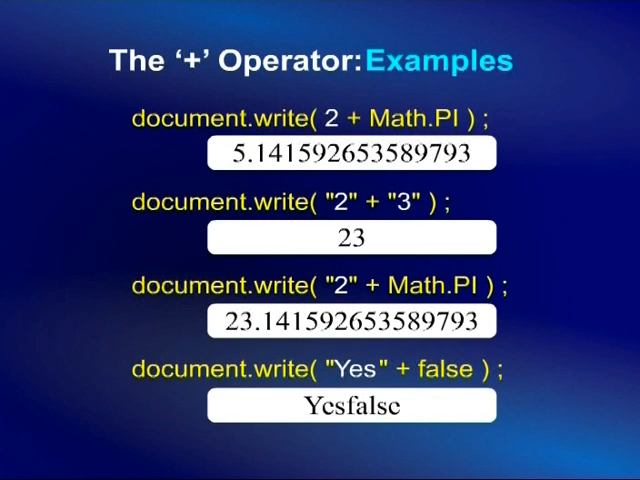 The ‘+’ Operator:Examples
document.write( 2 + Math.PI ) ;
5.141592653589793
document.write( "2" + "3" ) ;
23
document.write( "2" + Math.PI ) ;
23.141592653589793
document.write( "Yes" + false ) ;
Yesfalse